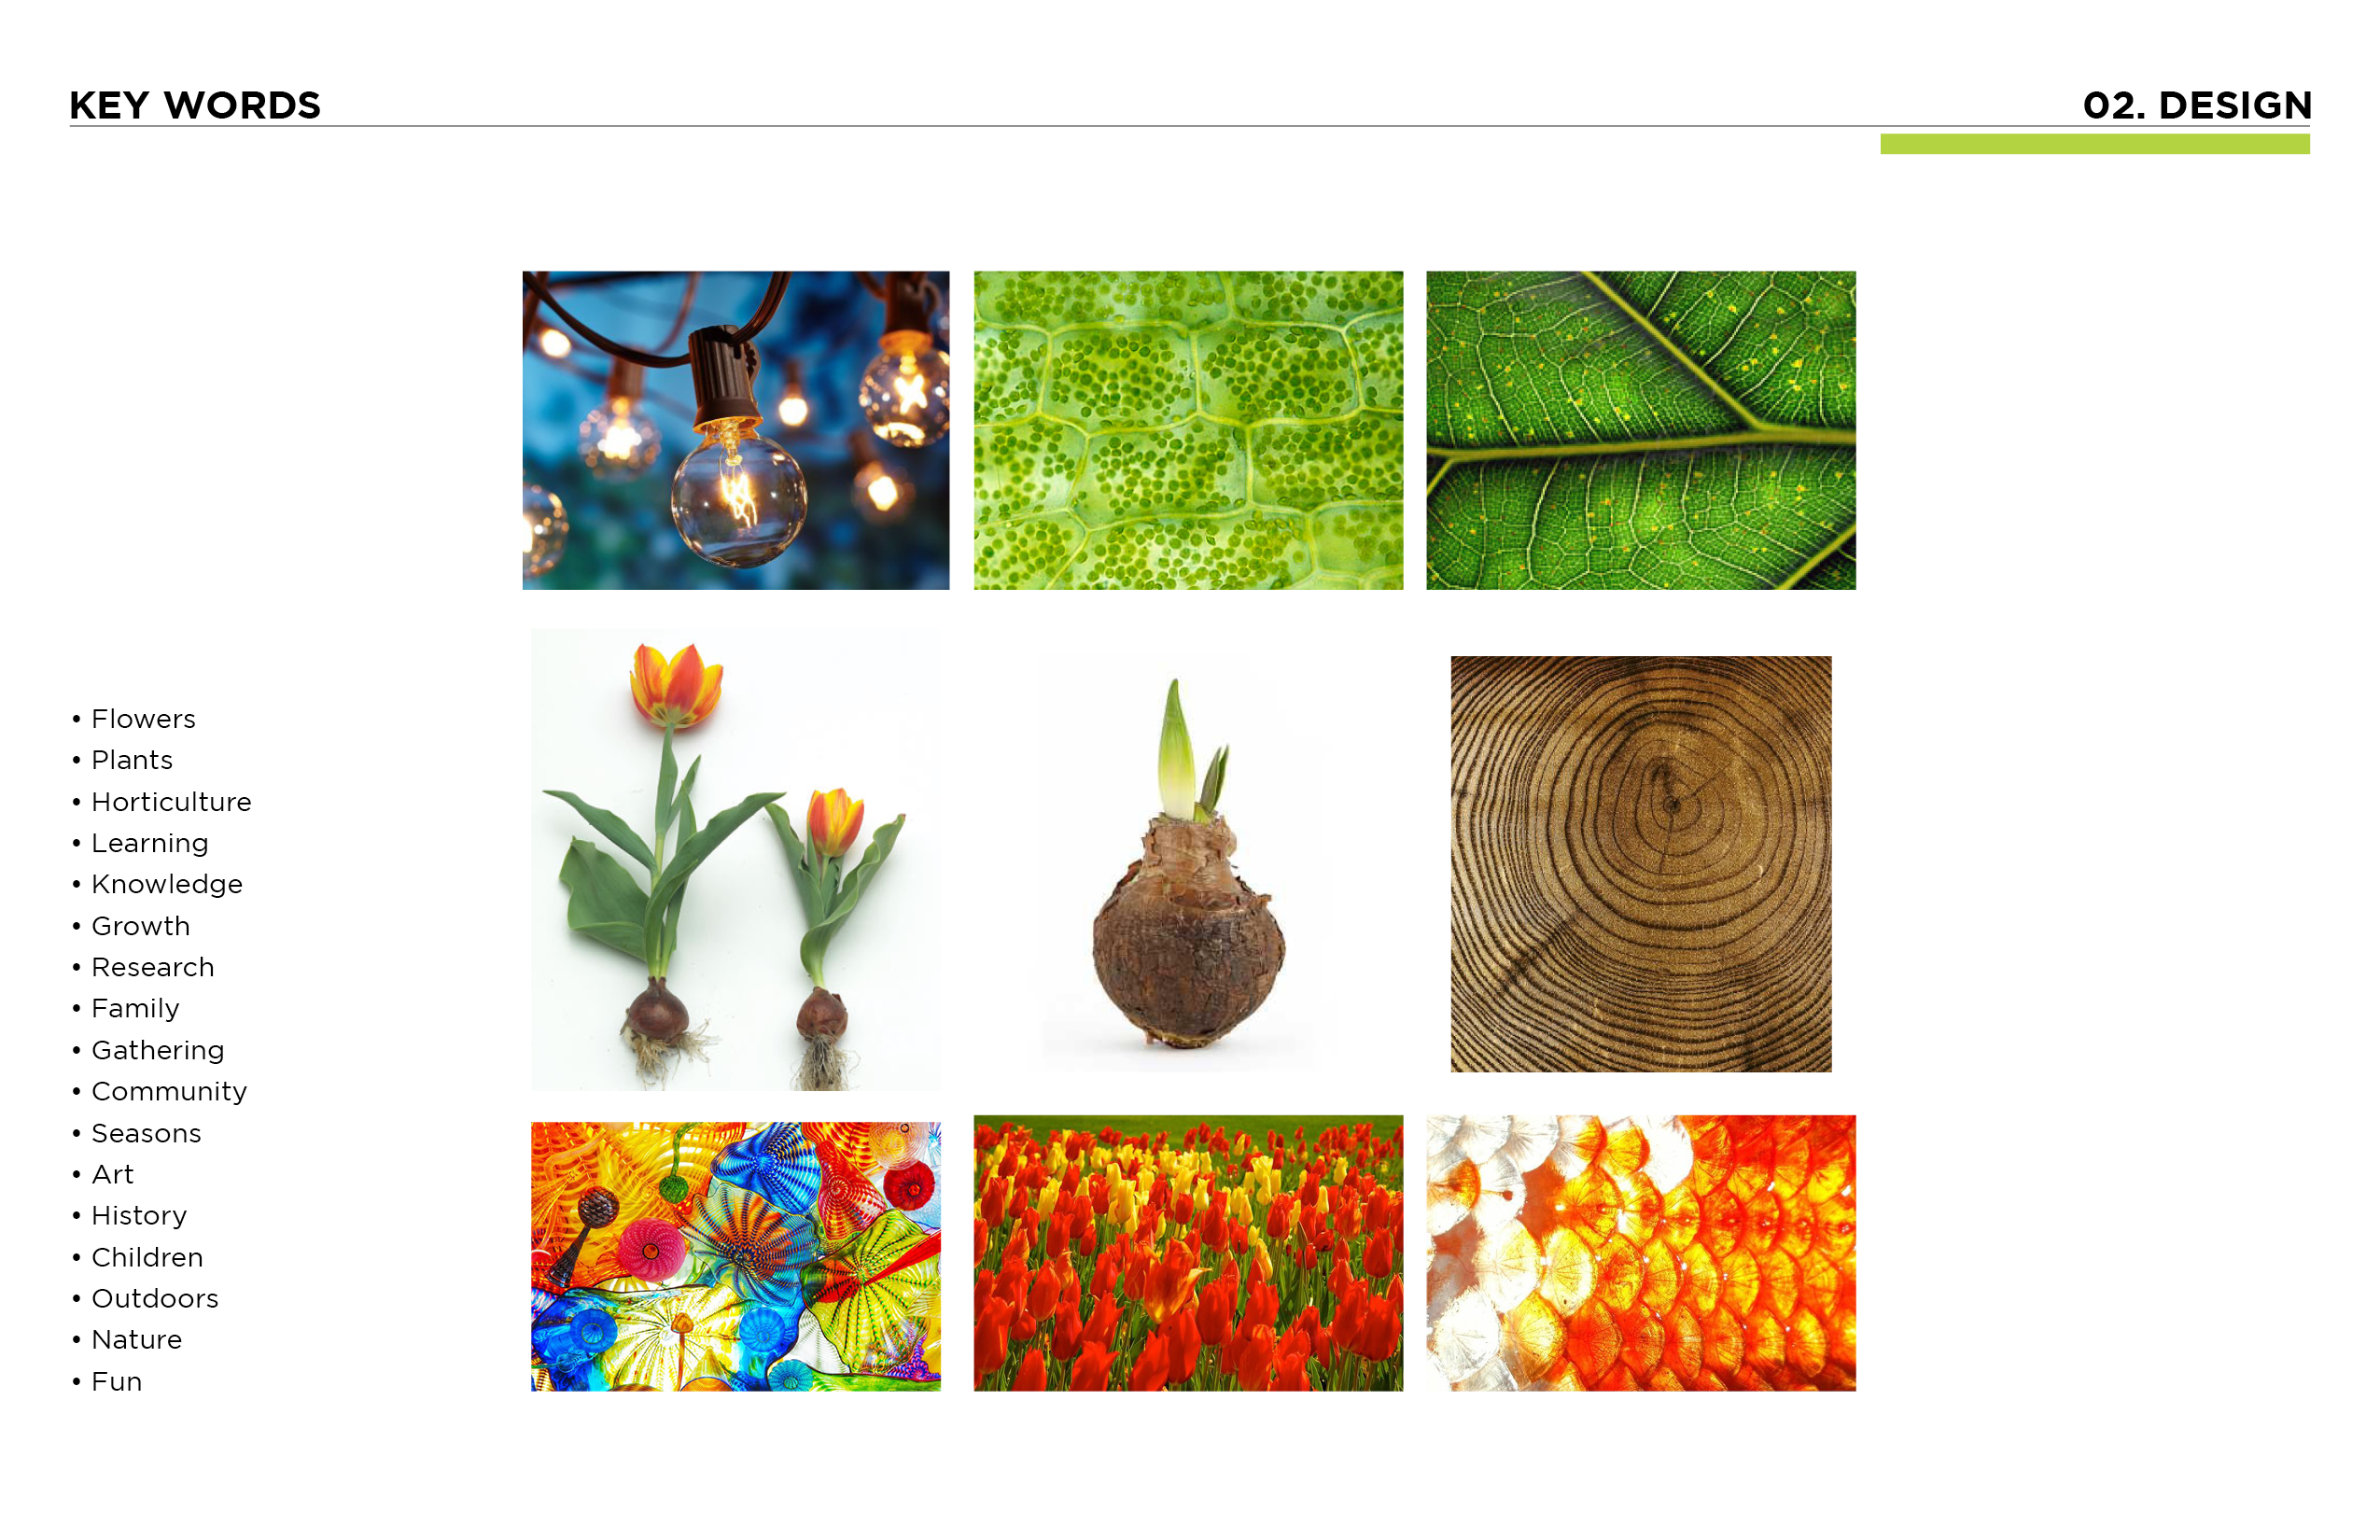 KEY WORDS
02. DESIGN
• Flowers
• Plants
• Horticulture
• Learning
• Knowledge
• Growth
• Research
• Family
• Gathering
• Community
• Seasons
• Art
• History
• Children
• Outdoors
• Nature
• Fun